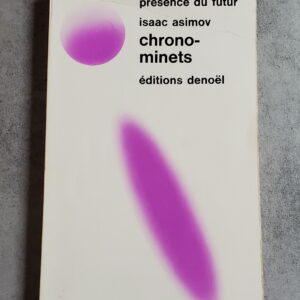 présence du futur
isaac asimov
chrono-
minets
éditions denoël